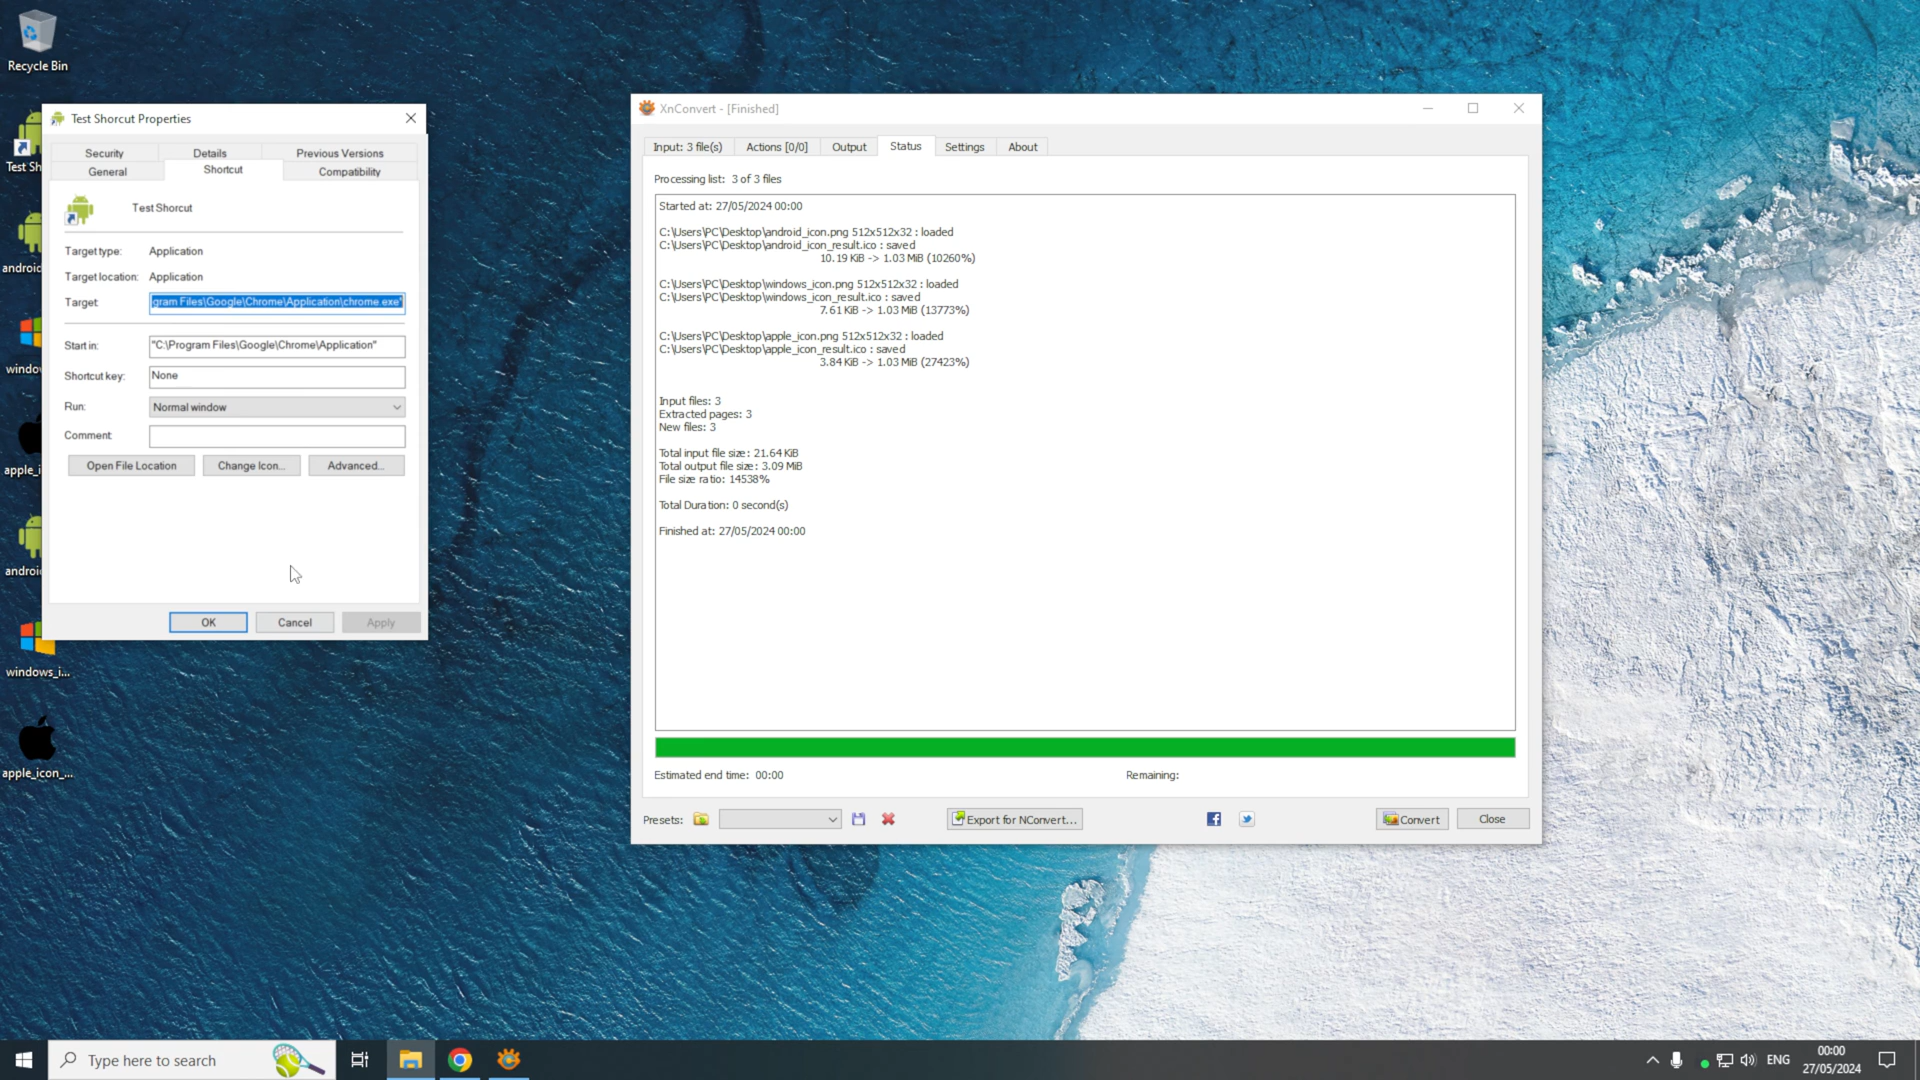 Recycle Bin
Test Sh
androi
windo
apple_i
androi
windows_i...
apple_icon_...
Test Shorcut Properties
Security
Details
Previous Versions
General
Shortcut
Compatibility
Test Shorcut
Target type: Application
Target location: Application
Target: gram Files\Google\Chrome\Application\chrome.exe"
Start in: "C:\Program Files\Google\Chrome\Application"
Shortcut key: None
Run: Normal window
Comment:
Open File Location
Change Icon...
Advanced...
OK
Cancel
Apply
XnConvert - [Finished]
Input: 3 file(s)
Actions [0/0]
Output
Status
Settings
About
Processing list: 3 of 3 files
Started at: 27/05/2024 00:00
C:\Users\PC\Desktop\android_icon.png 512x512x32 : loaded
C:\Users\PC\Desktop\android_icon_result.ico : saved
10.19 KiB -> 1.03 MiB (10260%)
C:\Users\PC\Desktop\windows_icon.png 512x512x32 : loaded
C:\Users\PC\Desktop\windows_icon_result.ico : saved
7.61 KiB -> 1.03 MiB (13773%)
C:\Users\PC\Desktop\apple_icon.png 512x512x32 : loaded
C:\Users\PC\Desktop\apple_icon_result.ico : saved
3.84 KiB -> 1.03 MiB (27423%)
Input files: 3
Extracted pages: 3
New files: 3
Total input file size: 21.64 KiB
Total output file size: 3.09 MiB
File size ratio: 14538%
Total Duration: 0 second(s)
Finished at: 27/05/2024 00:00
Estimated end time: 00:00
Remaining:
Presets:
Export for NConvert...
Convert
Close
Type here to search
ENG
00:00
27/05/2024